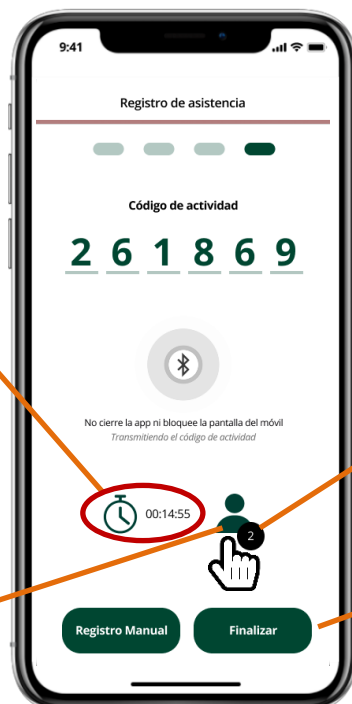 9:41
Registro de asistencia
Código de actividad
2 6 1 8 6 9
No cierre la app ni bloquee la pantalla del móvil
Transmitiendo el código de actividad
00:14:55
2
Registro Manual
Finalizar